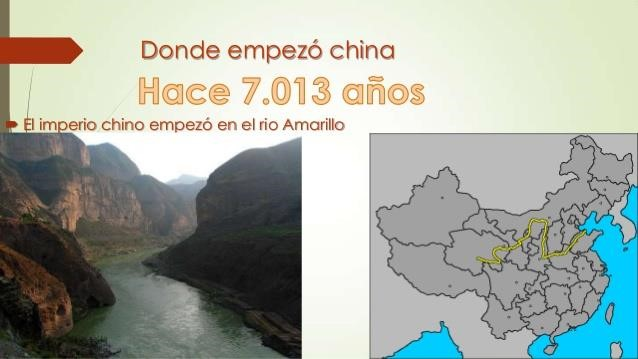 Donde empezó china
Hace 7.013 años
El imperio chino empezó en el rio Amarillo